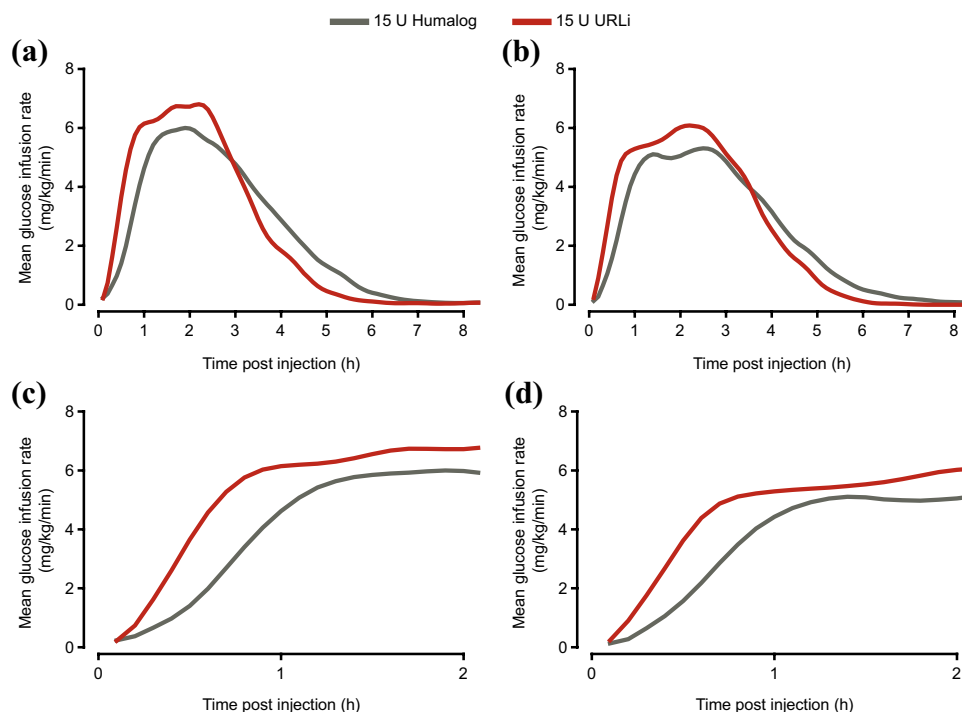 15 U Humalog 15 U URLi
(a)
Mean glucose infusion rate
(mg/kg/min)
8
6
4
2
0
0 1 2 3 4 5 6 7 8
Time post injection (h)
(b)
Mean glucose infusion rate
(mg/kg/min)
8
6
4
2
0
0 1 2 3 4 5 6 7 8
Time post injection (h)
(c)
Mean glucose infusion rate
(mg/kg/min)
8
6
4
2
0
0 1 2
Time post injection (h)
(d)
Mean glucose infusion rate
(mg/kg/min)
8
6
4
2
0
0 1 2
Time post injection (h)